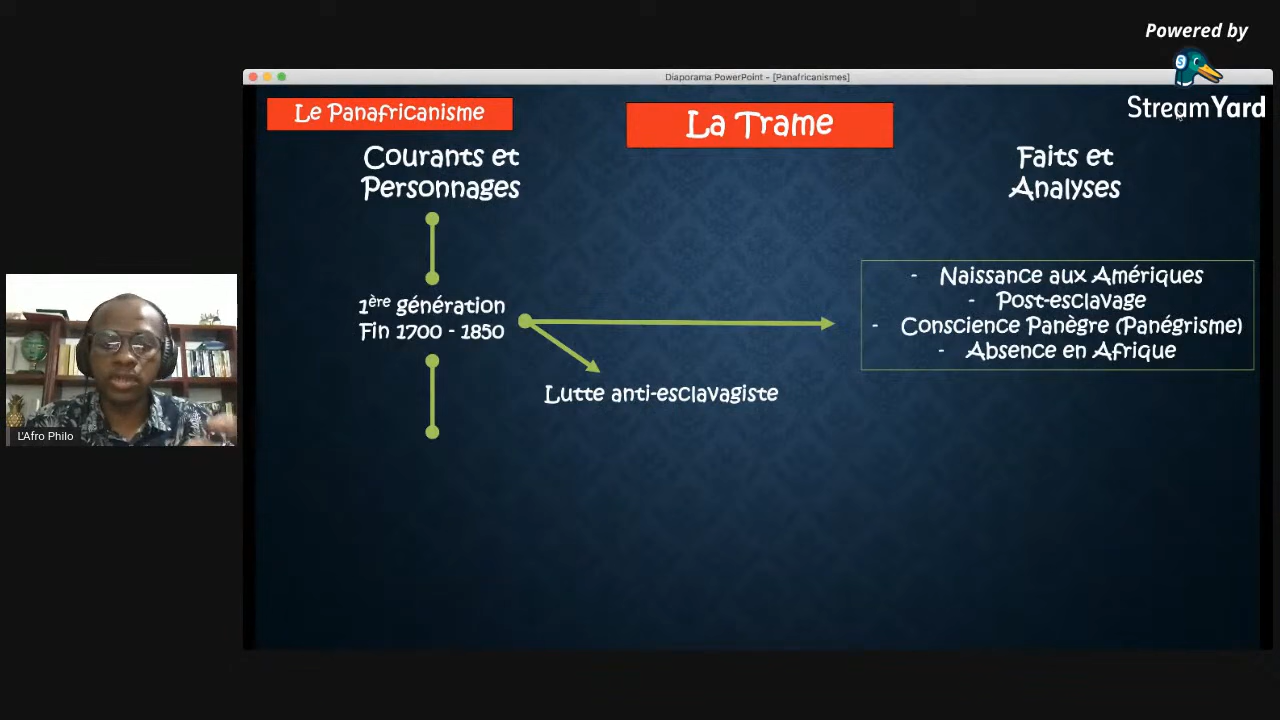 Powered by
StreamYard
Diaporama PowerPoint - [Panafricanismes]
Le Panafricanisme
La Trame
Courants et
Personnages
Faits et
Analyses
1ère génération
Fin 1700 - 1850
- Naissance aux Amériques
- Post-esclavage
- Conscience Panègre (Panégrisme)
- Absence en Afrique
Lutte anti-esclavagiste
L'Afro Philo